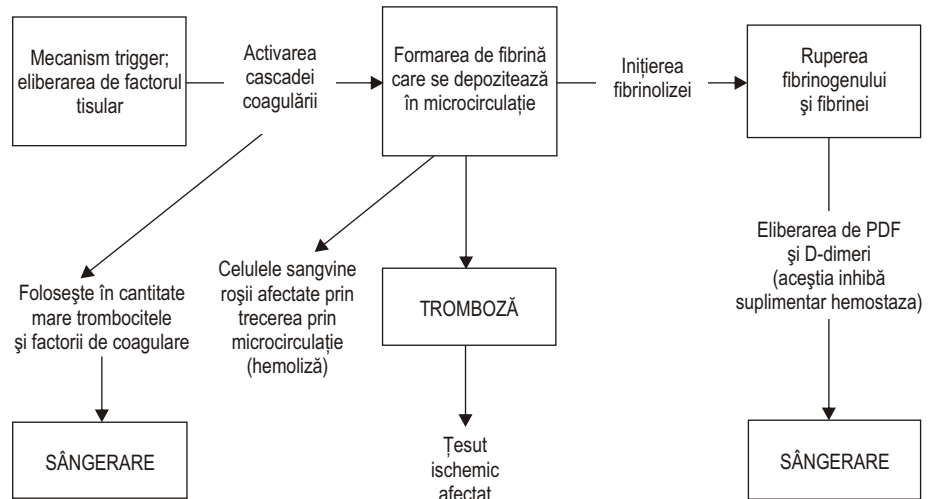 Mecanism trigger;
eliberarea de factorul
tisular
Activarea
cascadei
coagulării
Formarea de fibrină
care se depozitează
în microcirculaţie
Iniţierea
fibrinolizei
Ruperea
fibrinogenului
şi fibrinei
Foloseşte în cantitate
mare trombocitele
şi factorii de coagulare
Celulele sangvine
roşii afectate prin
trecerea prin
microcirculaţie
(hemoliză)
TROMBOZĂ
Eliberarea de PDF
şi D-dimeri
(aceştia inhibă
suplimentar hemostaza)
SÂNGERARE
Ţesut
ischemic
afectat
SÂNGERARE